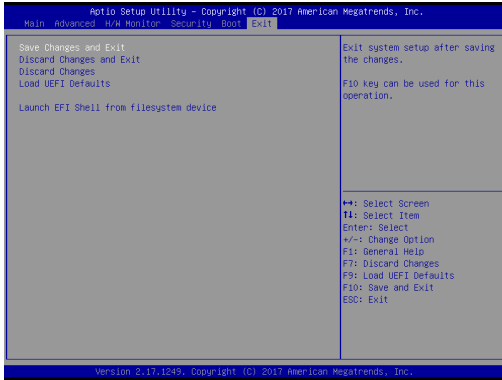 Aptio Setup Utility – Copyright (C) 2017 American Megatrends, Inc.
Main Advanced H/W Monitor Security Boot Exit
Save Changes and Exit
Discard Changes and Exit
Discard Changes
Load UEFI Defaults
Launch EFI Shell from filesystem device
Exit system setup after saving
the changes.
F10 key can be used for this
operation.
↔: Select Screen
↑↓: Select Item
Enter: Select
+/-: Change Option
F1: General Help
F7: Discard Changes
F9: Load UEFI Defaults
F10: Save and Exit
ESC: Exit
Version 2.17.1249. Copyright (C) 2017 American Megatrends, Inc.